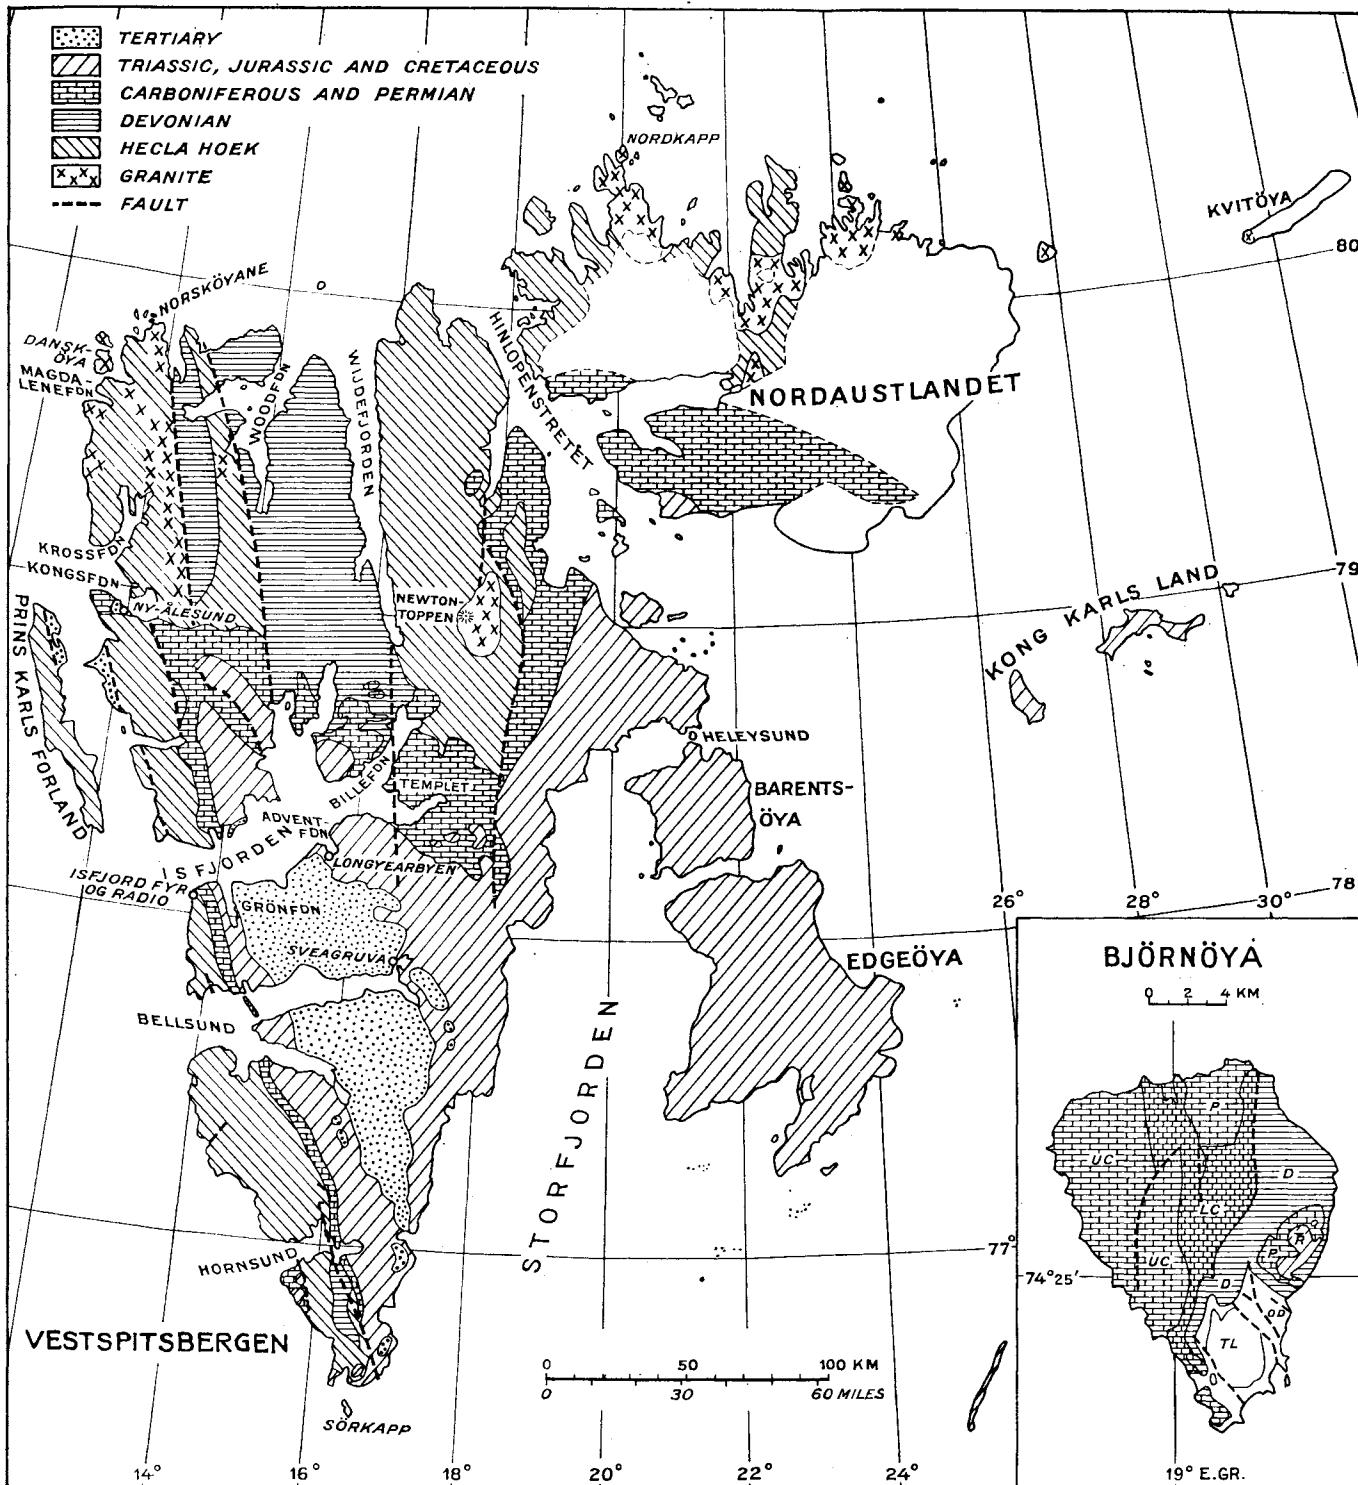 TERTIARY
TRIASSIC, JURASSIC AND CRETACEOUS
CARBONIFEROUS AND PERMIAN
DEVONIAN
HECLA HOEK
GRANITE
FAULT
NORDKAPP
KVITÖYA
80
NORSKÖYANE
DANSK-
ÖYA
MAGDA-
LENEFDN
WOODFDN
WIJDEFJORDEN
HINLOPENSTRETET
NORDAUSTLANDET
KROSSFDN
KONGSFDN
NY-ÅLESUND
NEWTON-
TOPPEN
79
KONG KARLS LAND
PRINS KARLS FORLAND
HELEYSUND
BILLEFDN
TEMPLET
BARENTS-
ÖYA
ADVENT-
FDN
ISFJORDEN
LONGYEARBYEN
ISFJORD FYR
OG RADIO
GRÖNFDN
SVEAGRUVA
78
26°
28°
30°
EDGEÖYA
BJÖRNÖYA
0 2 4 KM
BELLSUND
STORFJORDEN
P
UC
D
LC
R
P
UC
D
OD
TL
77°
74°25'
HORNSUND
VESTSPITSBERGEN
0 50 100 KM
0 30 60 MILES
SÖRKAPP
14°
16°
18°
20°
22°
24°
19° E.GR.